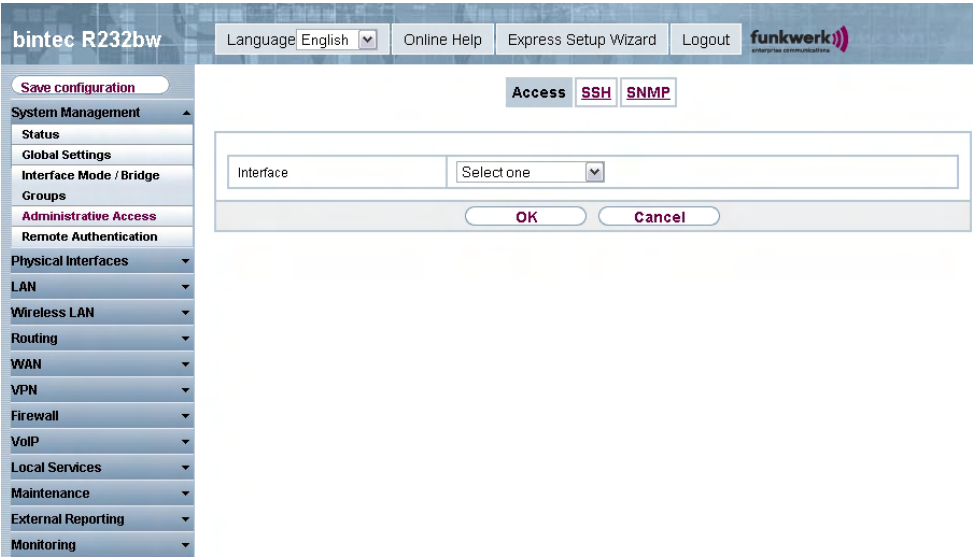 bintec R232bw
Language English
Online Help
Express Setup Wizard
Logout
funkwerk
enterprise communications
Save configuration
Access
SSH
SNMP
System Management
Status
Global Settings
Interface Mode / Bridge
Groups
Administrative Access
Remote Authentication
Physical Interfaces
LAN
Wireless LAN
Routing
WAN
VPN
Firewall
VoIP
Local Services
Maintenance
External Reporting
Monitoring
Interface
Select one
OK
Cancel